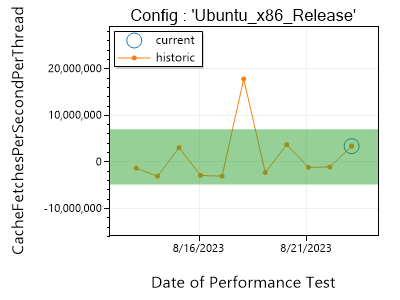 Config : 'Ubuntu_x86_Release'
current
historic
CacheFetchesPerSecondPerThread
20,000,000
10,000,000
0
-10,000,000
8/16/2023
8/21/2023
Date of Performance Test